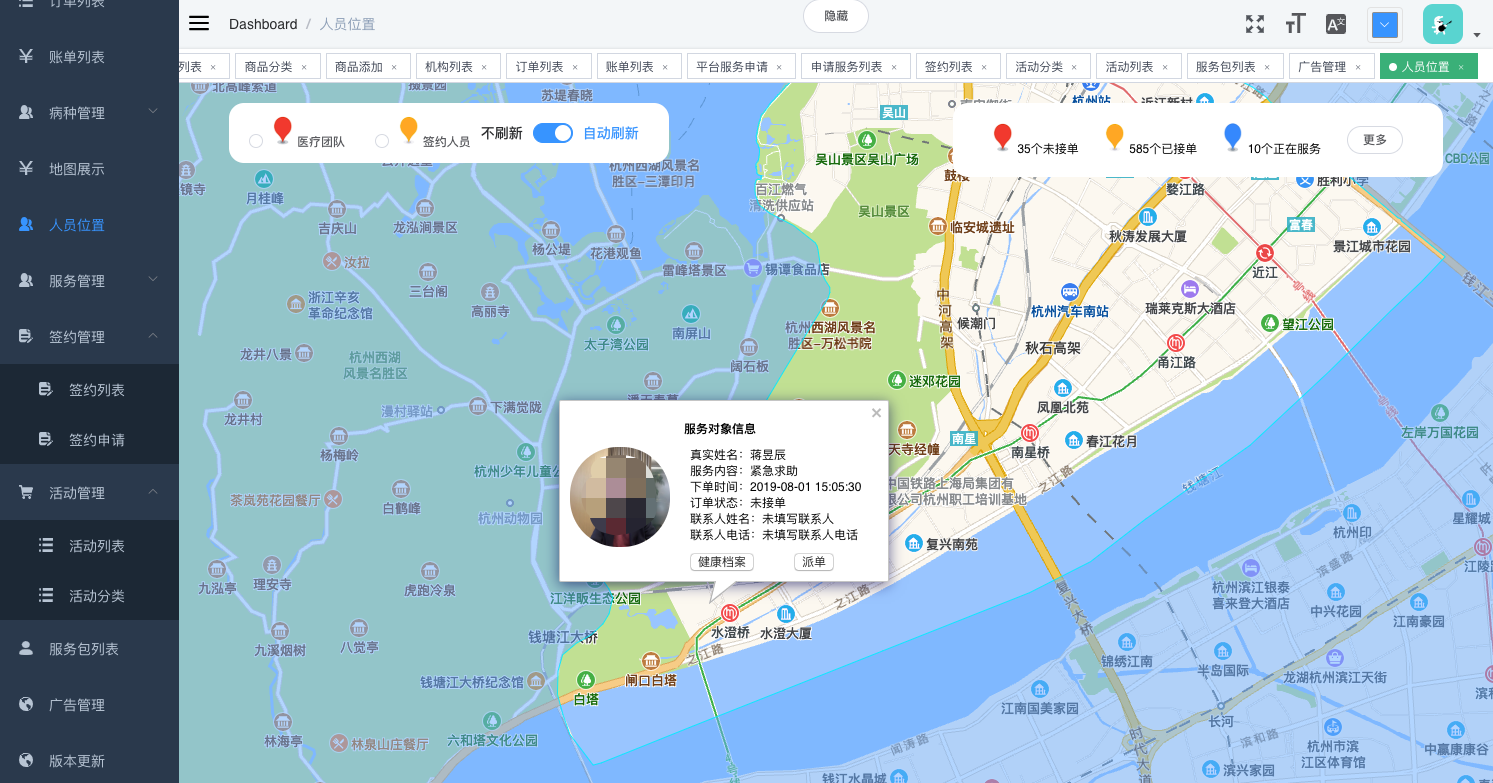 订单列表
账单列表
病种管理
地图展示
人员位置
服务管理
签约管理
签约列表
签约申请
活动管理
活动列表
活动分类
服务包列表
广告管理
版本更新
Dashboard / 人员位置
隐藏
列表 × 商品分类 × 商品添加 × 机构列表 × 订单列表 × 账单列表 × 平台服务申请 × 申请服务列表 × 签约列表 × 活动分类 × 活动列表 × 服务包列表 × 广告管理 × 人员位置 ×
医疗团队 签约人员 不刷新 自动刷新
35个未接单 585个已接单 10个正在服务 更多
苏堤春晓
吴山
杭州站
近江新村
CBD公园
镜寺
月桂峰
吉庆山
龙泓涧景区
杨公堤
花港观鱼
杭州西湖风景名
胜区-三潭印月
百江燃气
清洗供应站
吴山景区吴山广场
吴山景区
鼓楼
临安城遗址
婺江路
胜利小学
富春
秋涛发展大厦
景江城市花园
近江
钱江
汝拉
三台阁
高丽寺
雷峰塔景区
锡谭食品店
浙江辛亥
革命纪念馆
太子湾公园
南屏山
杭州西湖风景名
胜区-万松书院
中河高架
候潮门
杭州汽车南站
瑞莱克斯大酒店
望江公园
秋石高架
甬江路
龙井八景
杭州西湖
风景名胜区
阔石板
迷邓花园
凤凰北苑
龙井村
漫村驿站
下满觉陇
杨梅岭
杭州少年儿童公
南星
南星桥
春江花月
左岸万国花园
天寺经幢
中国铁路上海局集团有
限公司杭州职工培训基地
之江路
钱塘江
茶岚苑花园餐厅
白鹤峰
杭州动物园
复兴南苑
星耀城
杭州印
滨盛路
九泓亭
理安寺
虎跑冷泉
江洋畈生态公园
之江路
复兴大桥
杭州滨江银泰
喜来登大酒店
中兴花园
江南豪园
江陵路
×
服务对象信息
真实姓名： 蒋昱辰
服务内容： 紧急求助
下单时间： 2019-08-01 15:05:30
订单状态： 未接单
联系人姓名： 未填写联系人
联系人电话： 未填写联系人电话
健康档案 派单
九溪烟树
八觉亭
钱塘江大桥
水澄桥
水澄大厦
之江路
锦绣江南
半岛国际
龙湖杭州滨江天街
钱塘江大桥纪念馆
闸口白塔
白塔
江南国美家园
长河
林海亭
林泉山庄餐厅
六和塔文化公园
闻涛路
时代大道
滨和路
杭州市滨
江区体育馆
中赢康康谷
钱江水晶城
滨兴家园